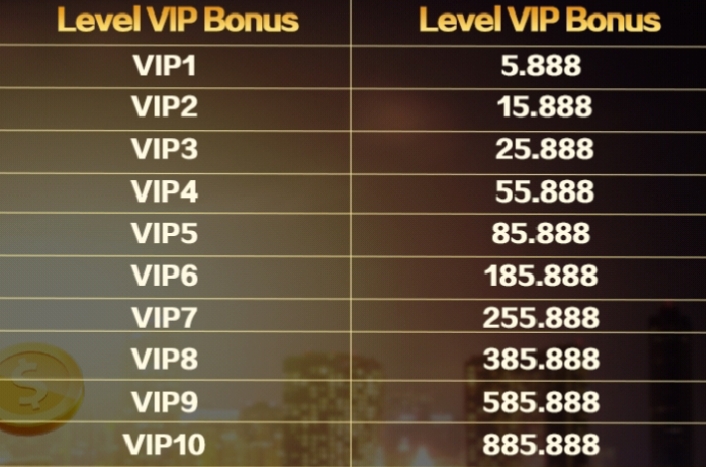 Level VIP Bonus Level VIP Bonus
VIP1 5.888
VIP2 15.888
VIP3 25.888
VIP4 55.888
VIP5 85.888
VIP6 185.888
VIP7 255.888
VIP8 385.888
VIP9 585.888
VIP10 885.888